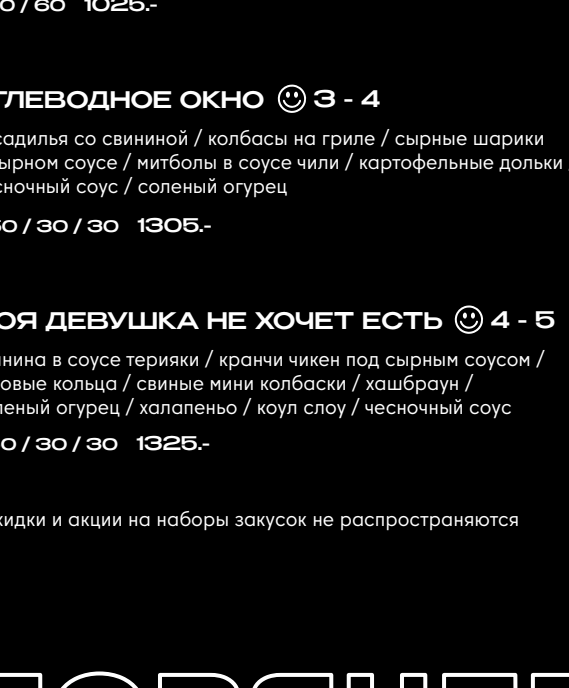 0 / 60 1025.-
ГЛЕВОДНОЕ ОКНО 3 - 4
садилья со свининой / колбасы на гриле / сырные шарики
ырном соусе / митболы в соусе чили / картофельные дольки /
сночный соус / соленый огурец
50 / 30 / 30 1305.-
ОЯ ДЕВУШКА НЕ ХОЧЕТ ЕСТЬ 4 - 5
инина в соусе терияки / кранчи чикен под сырным соусом /
ковые кольца / свиные мини колбаски / хашбраун /
леный огурец / халапеньо / коул слоу / чесночный соус
0 / 30 / 30 1325.-
кидки и акции на наборы закусок не распространяются